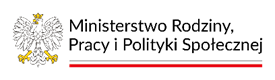 Ministerstwo Rodziny,
Pracy i Polityki Społecznej